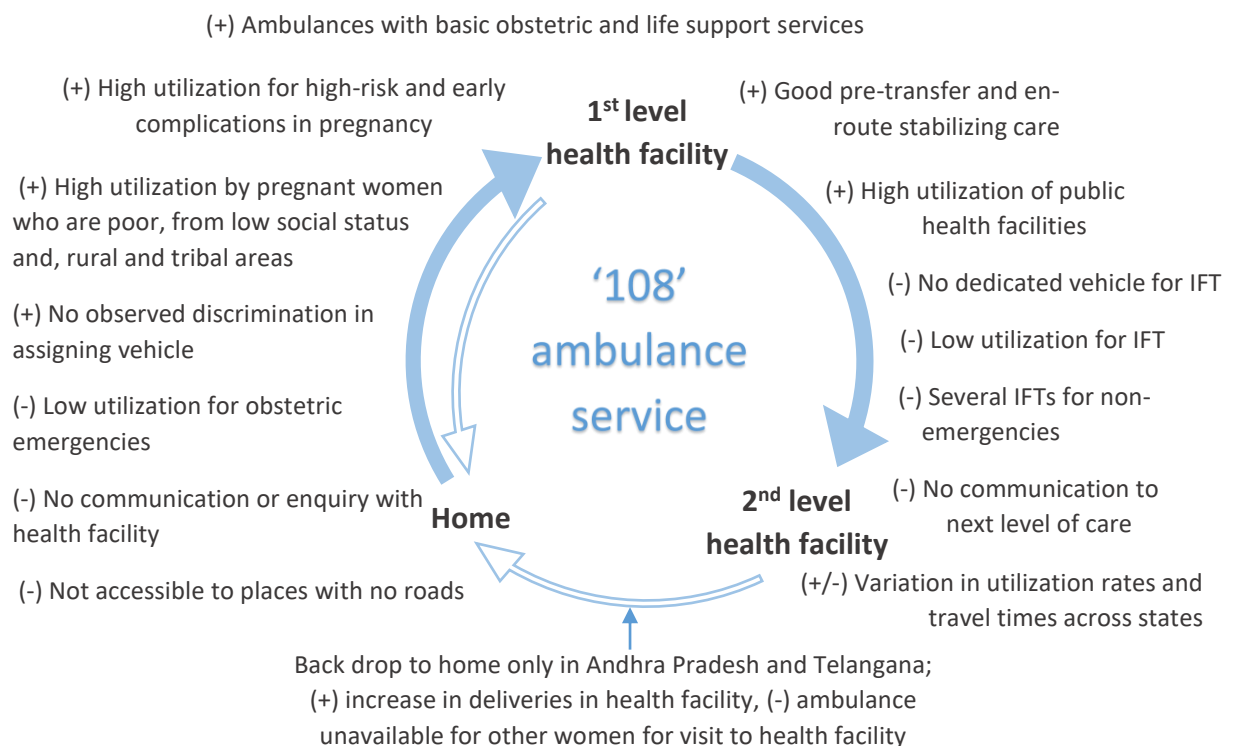 (+) Ambulances with basic obstetric and life support services
(+) High utilization for high-risk and early
complications in pregnancy
(+) High utilization by pregnant women
who are poor, from low social status
and, rural and tribal areas
(+) No observed discrimination in
assigning vehicle
(-) Low utilization for obstetric
emergencies
(-) No communication or enquiry with
health facility
(-) Not accessible to places with no roads
1st level
health facility
‘108’
ambulance
service
Home
2nd level
health facility
(+) Good pre-transfer and en-
route stabilizing care
(+) High utilization of public
health facilities
(-) No dedicated vehicle for IFT
(-) Low utilization for IFT
(-) Several IFTs for non-
emergencies
(-) No communication to
next level of care
(+/-) Variation in utilization rates and
travel times across states
Back drop to home only in Andhra Pradesh and Telangana;
(+) increase in deliveries in health facility, (-) ambulance
unavailable for other women for visit to health facility